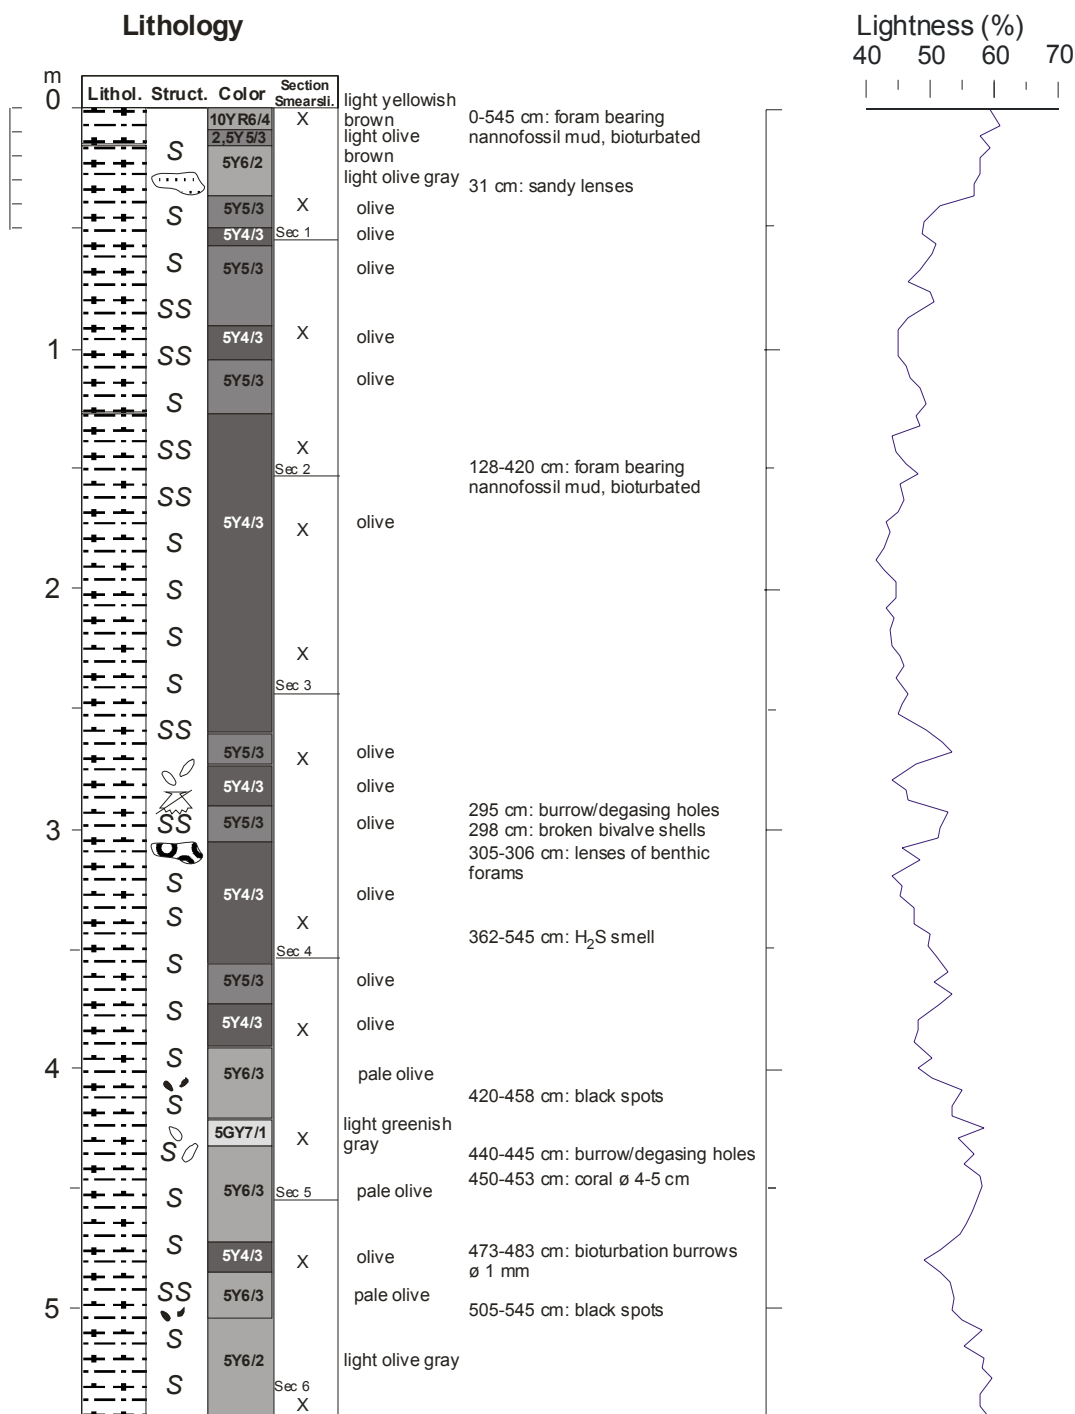 Lithology
Lightness (%)
40 50 60 70
m
Lithol. Struct. Color Section Smearsli.
0
10YR6/4 X light yellowish brown
0-545 cm: foram bearing
nannofossil mud, bioturbated
2,5Y5/3 light olive brown
S
5Y6/2 light olive gray
31 cm: sandy lenses
S 5Y5/3 X olive
5Y4/3 Sec 1 olive
S 5Y5/3 olive
SS
5Y4/3 X olive
1
SS
5Y5/3 olive
S
SS X
Sec 2
128-420 cm: foram bearing
nannofossil mud, bioturbated
SS
5Y4/3 X olive
S
2
S
S
X
S Sec 3
SS
5Y5/3 X olive
5Y4/3 olive
295 cm: burrow/degasing holes
3
SS 5Y5/3 olive
298 cm: broken bivalve shells
305-306 cm: lenses of benthic
forams
S
5Y4/3 olive
S X
362-545 cm: H2S smell
Sec 4
S
5Y5/3 olive
S
5Y4/3 X olive
S
4
5Y6/3 pale olive
420-458 cm: black spots
S
5GY7/1 X light greenish
gray
S
440-445 cm: burrow/degasing holes
450-453 cm: coral ø 4-5 cm
S 5Y6/3 Sec 5 pale olive
S
5Y4/3 X olive
473-483 cm: bioturbation burrows
ø 1 mm
SS 5Y6/3 pale olive
5
505-545 cm: black spots
S
5Y6/2 light olive gray
S Sec 6
X